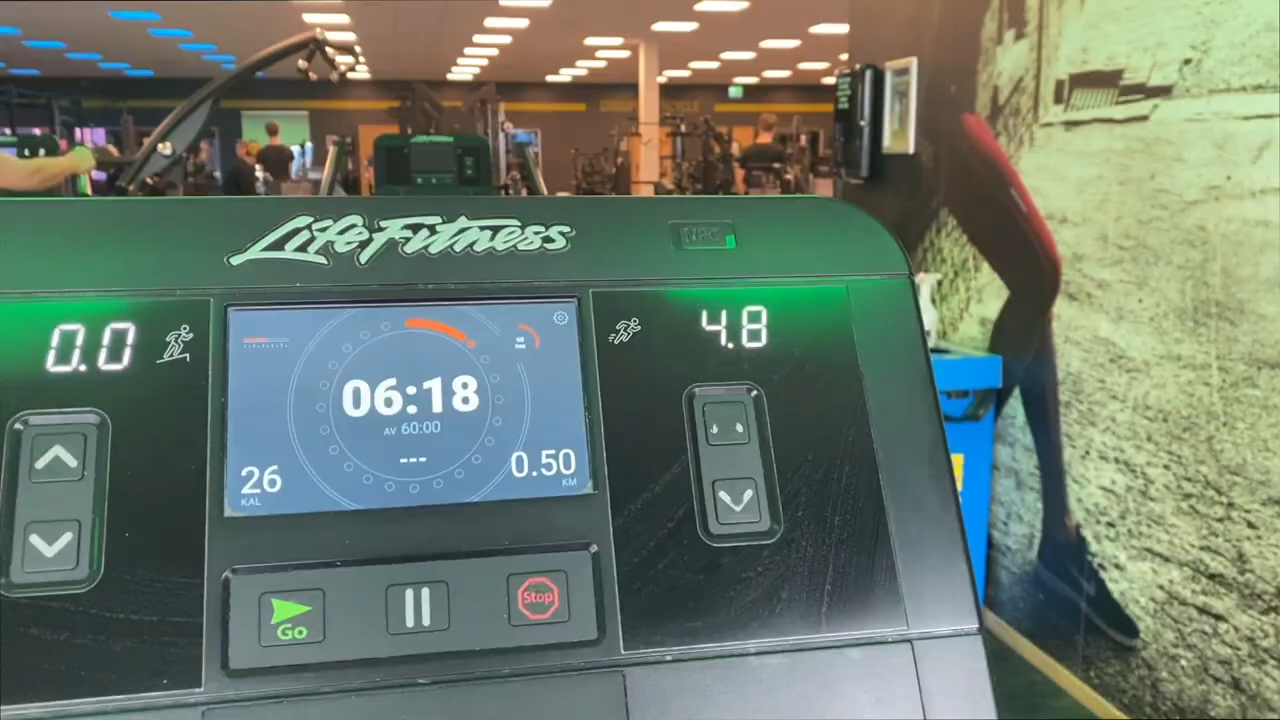 LifeFitness
NFC
0.0
4.8
06:18
AV 60:00
---
26
KAL
0.50
KM
Go
Stop